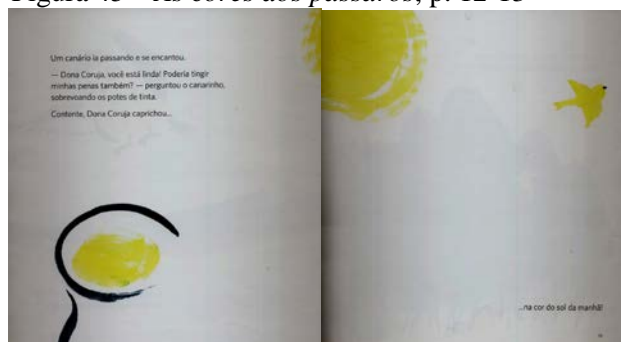 Figura 43 – As cores dos pássaros, p. 12-13
Um canário ia passando e se encantou.
— Dona Coruja, você está linda! Poderia tingir
minhas penas também? — perguntou o canarinho,
sobrevoando os potes de tinta.
Contente, Dona Coruja caprichou...
...na cor do sol da manhã!